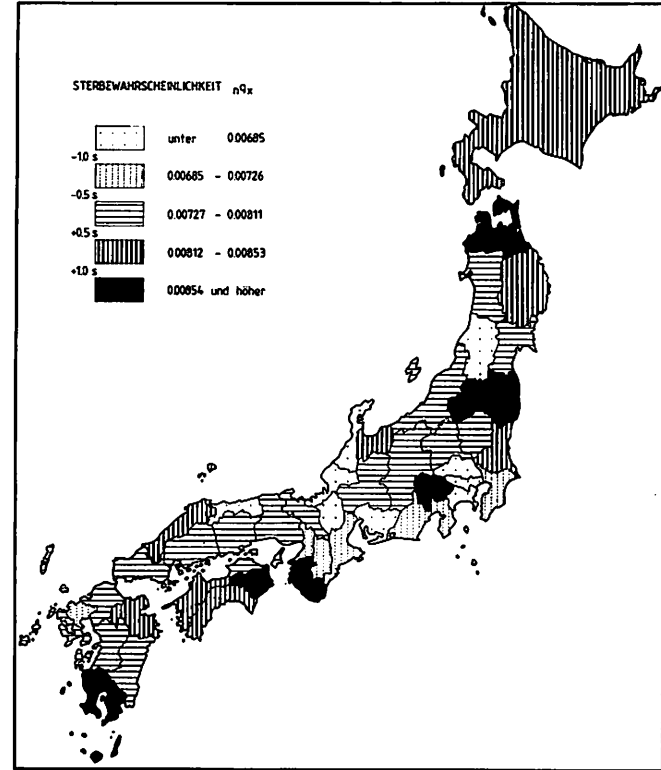 STERBEWAHRSCHEINLICHKEIT nqx
unter 0.00685
-1.0 s
0.00685 - 0.00726
-0.5 s
0.00727 - 0.00811
+0.5 s
0.00812 - 0.00853
+1.0 s
0.00854 und höher